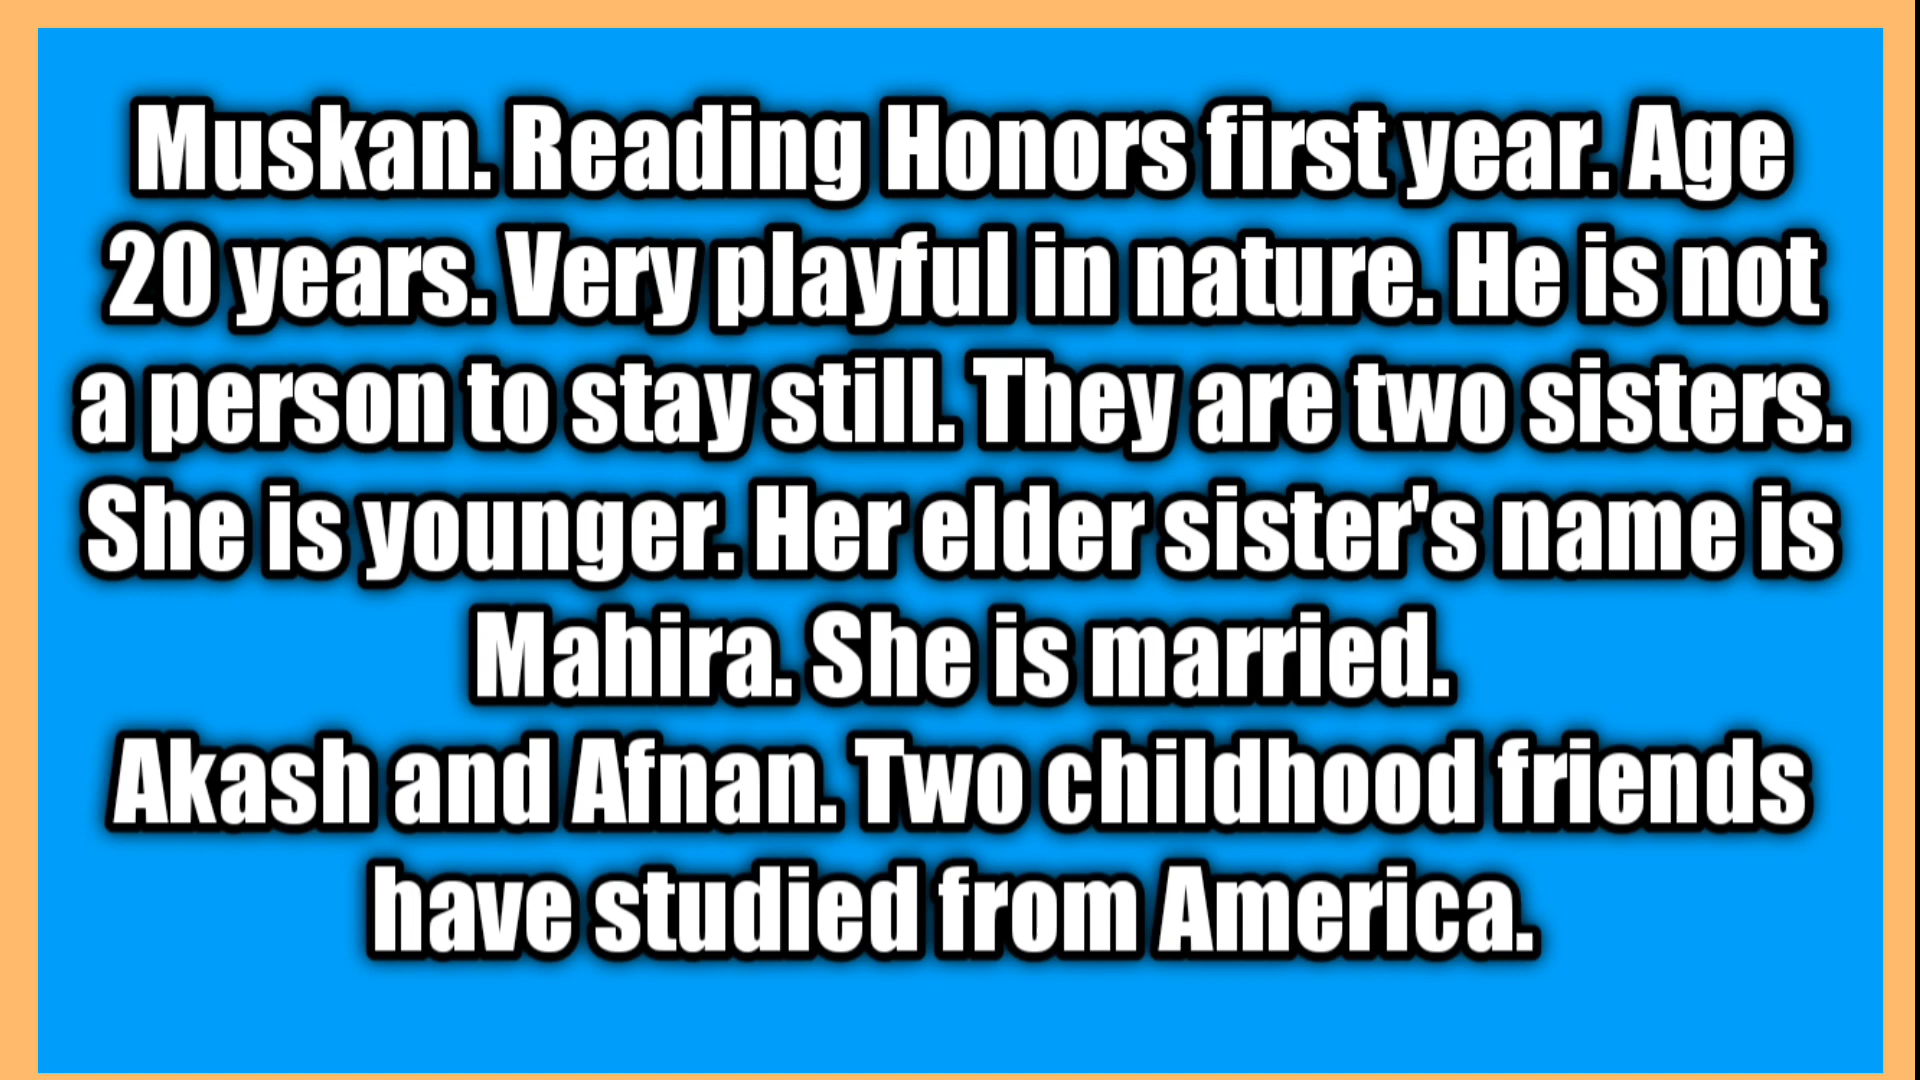 Muskan. Reading Honors first year. Age
20 years. Very playful in nature. He is not
a person to stay still. They are two sisters.
She is younger. Her elder sister's name is
Mahira. She is married.
Akash and Afnan. Two childhood friends
have studied from America.